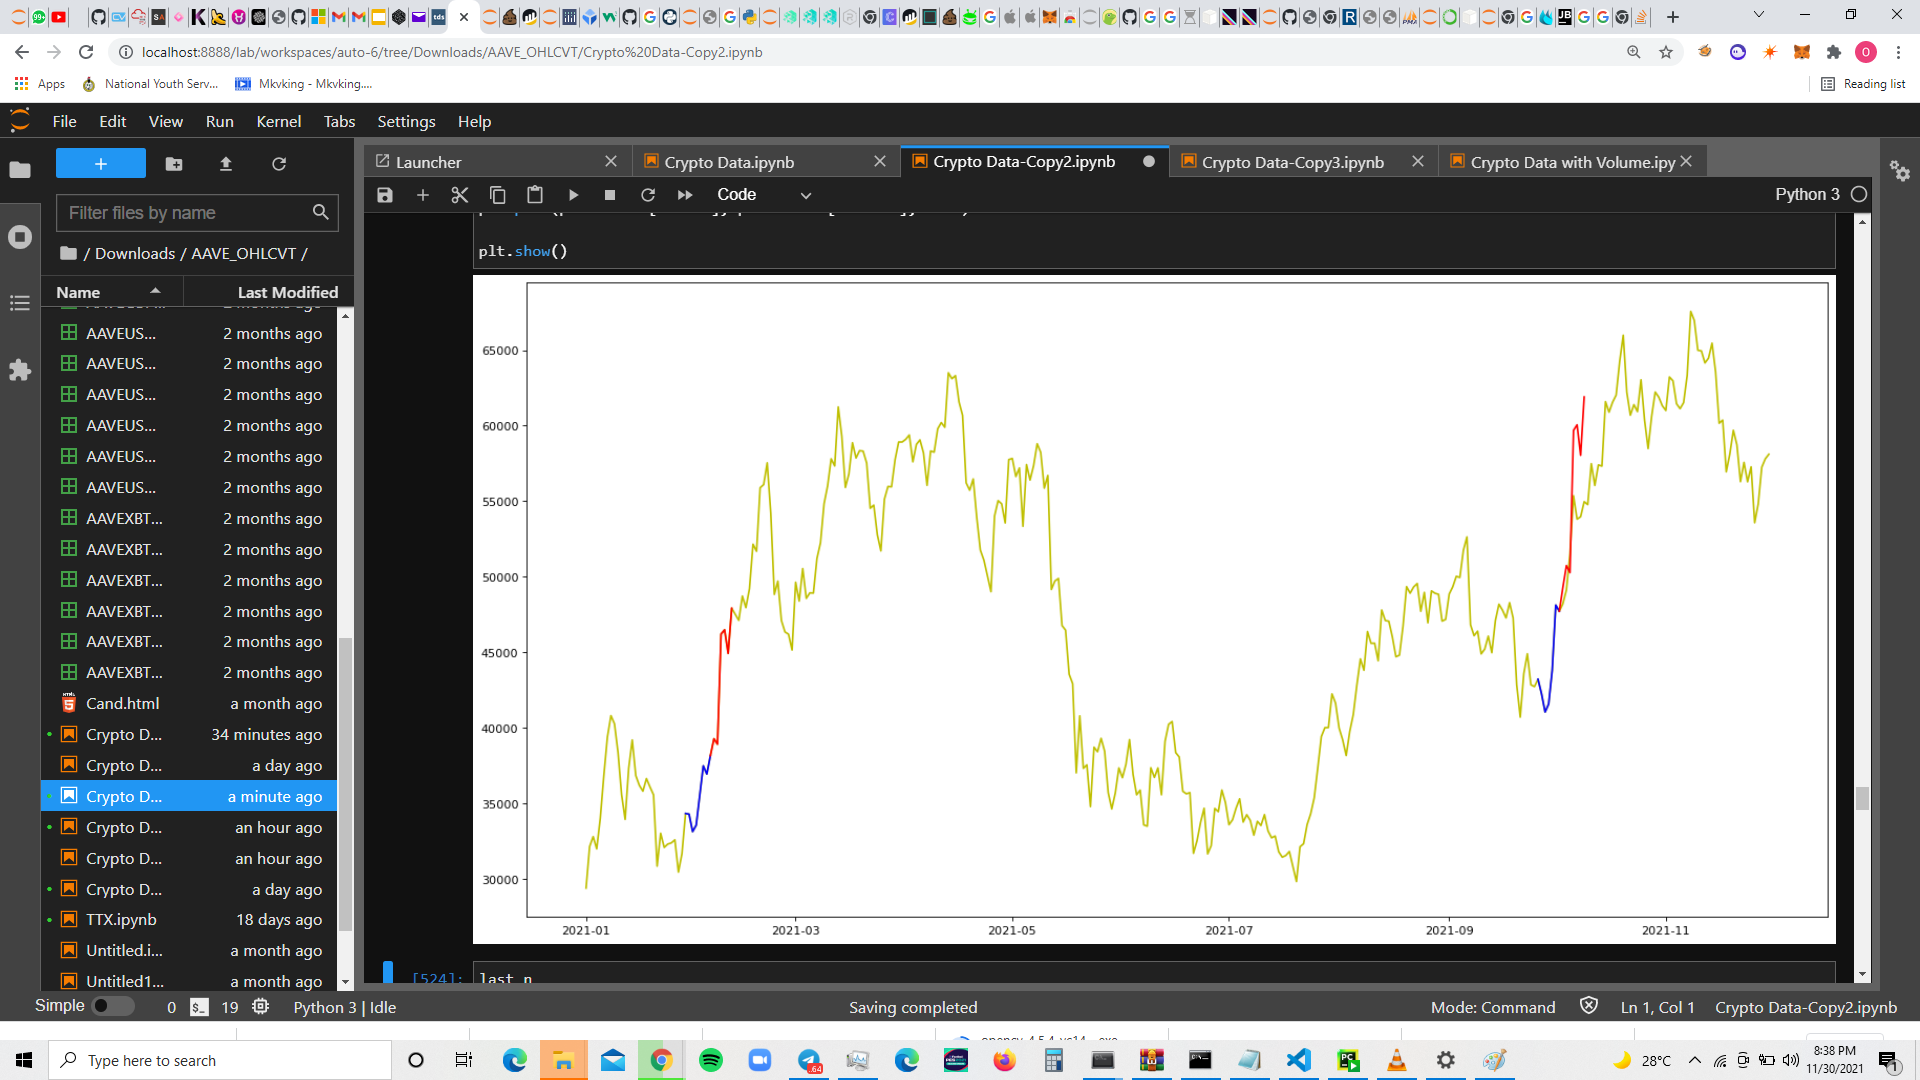 localhost:8888/lab/workspaces/auto-6/tree/Downloads/AAVE_OHLCVT/Crypto%20Data-Copy2.ipynb
Apps
National Youth Serv...
Mkvking - Mkvking....
Reading list
File
Edit
View
Run
Kernel
Tabs
Settings
Help
Launcher
Crypto Data.ipynb
Crypto Data-Copy2.ipynb
Crypto Data-Copy3.ipynb
Crypto Data with Volume.ipy
Code
Python 3
Filter files by name
/ Downloads / AAVE_OHLCVT /
Name
Last Modified
AAVEUS... 2 months ago
AAVEUS... 2 months ago
AAVEUS... 2 months ago
AAVEUS... 2 months ago
AAVEUS... 2 months ago
AAVEUS... 2 months ago
AAVEXBT... 2 months ago
AAVEXBT... 2 months ago
AAVEXBT... 2 months ago
AAVEXBT... 2 months ago
AAVEXBT... 2 months ago
AAVEXBT... 2 months ago
Cand.html a month ago
Crypto D... 34 minutes ago
Crypto D... a day ago
Crypto D... a minute ago
Crypto D... an hour ago
Crypto D... an hour ago
Crypto D... a day ago
TTX.ipynb 18 days ago
Untitled.i... a month ago
Untitled1... a month ago
plt.show()
65000
60000
55000
50000
45000
40000
35000
30000
2021-01
2021-03
2021-05
2021-07
2021-09
2021-11
[524]:
last_n
Simple
0
19
Python 3 | Idle
Saving completed
Mode: Command
Ln 1, Col 1
Crypto Data-Copy2.ipynb
Type here to search
28°C
8:38 PM
11/30/2021